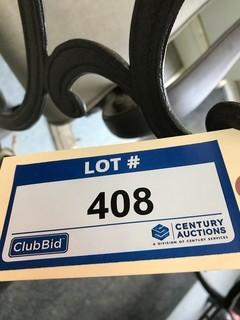 LOT #
408
ClubBid
CENTURY
AUCTIONS
A DIVISION OF CENTURY SERVICES